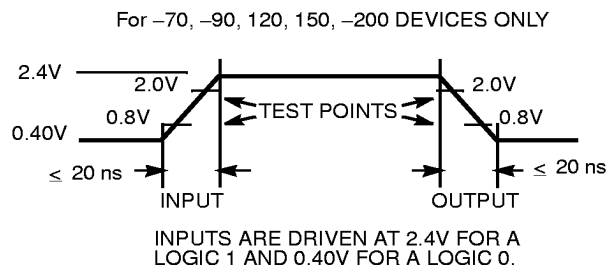 For –70, –90, 120, 150, –200 DEVICES ONLY
2.4V
2.0V
2.0V
0.8V
TEST POINTS
0.8V
0.40V
≤ 20 ns
≤ 20 ns
INPUT
OUTPUT
INPUTS ARE DRIVEN AT 2.4V FOR A
LOGIC 1 AND 0.40V FOR A LOGIC 0.